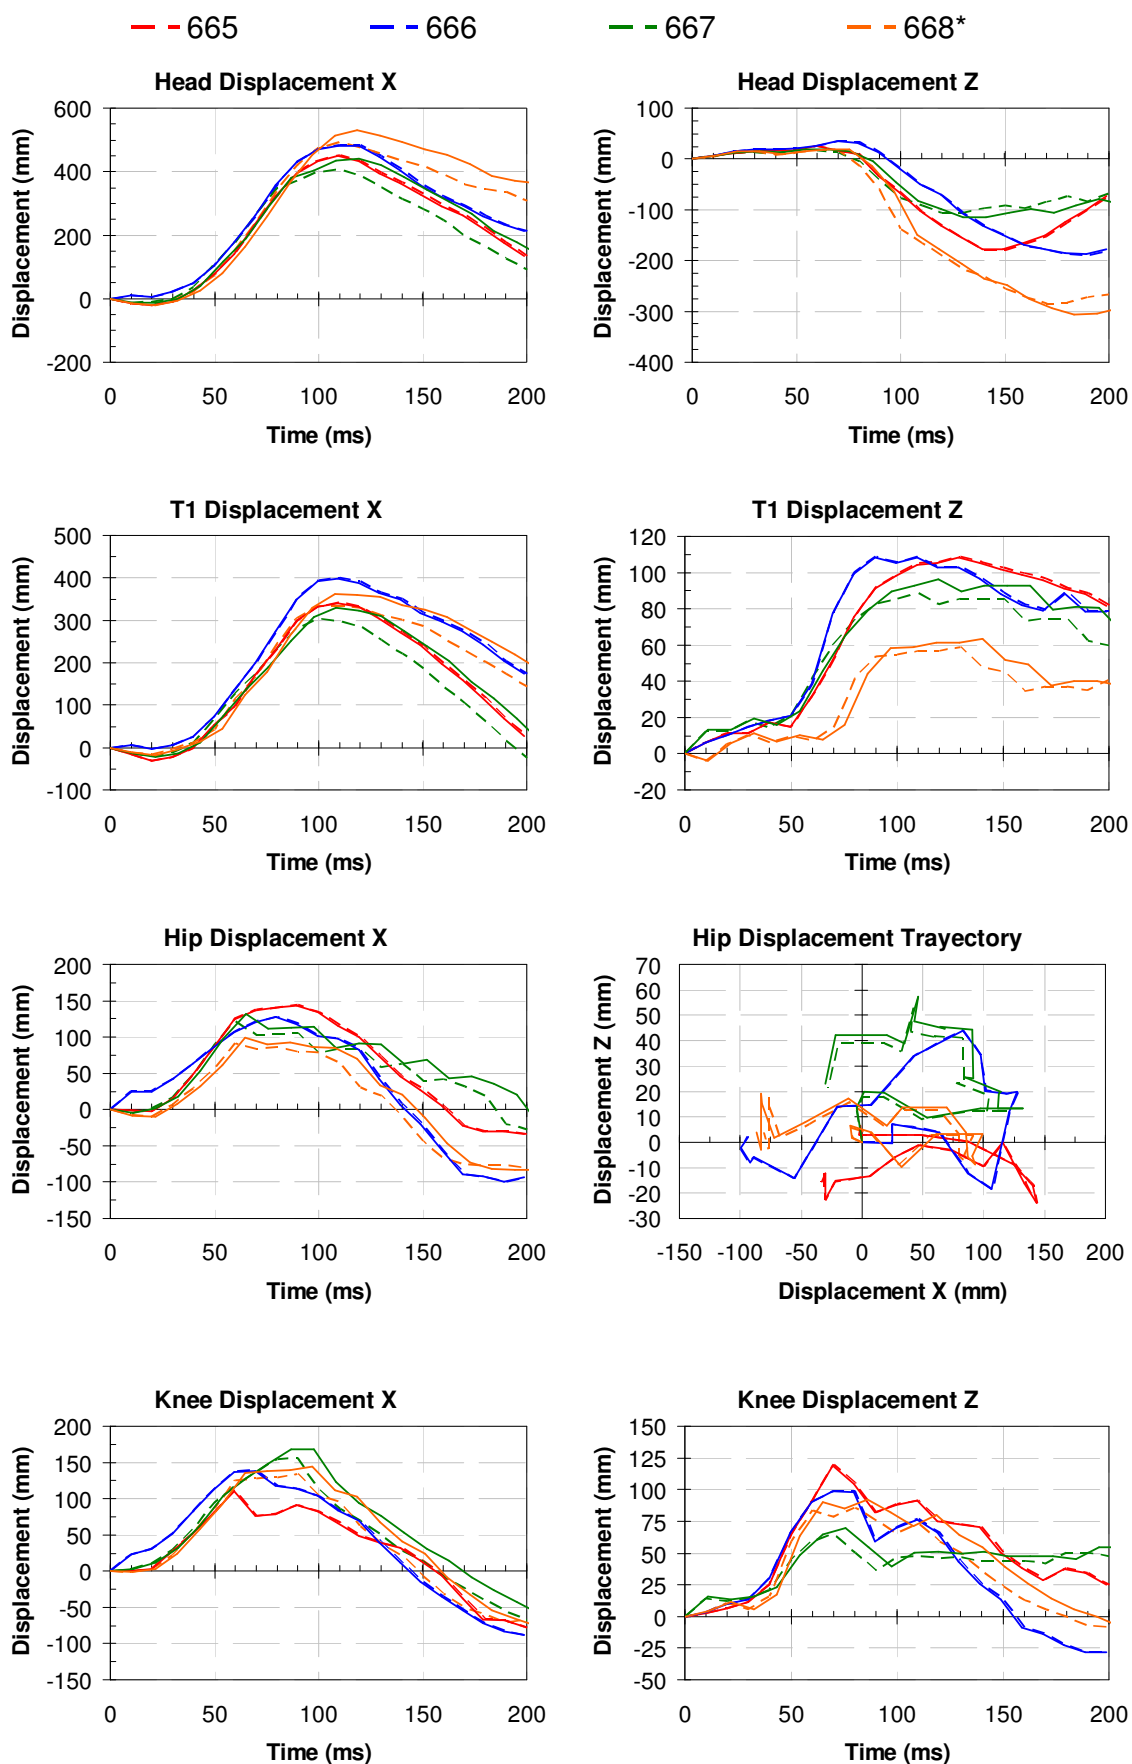 665 666 667 668*
Head Displacement X
Displacement (mm)
600
400
200
0
-200
0 50 100 150 200
Time (ms)
Head Displacement Z
Displacement (mm)
100
0
-100
-200
-300
-400
0 50 100 150 200
Time (ms)
T1 Displacement X
Displacement (mm)
500
400
300
200
100
0
-100
0 50 100 150 200
Time (ms)
T1 Displacement Z
Displacement (mm)
120
100
80
60
40
20
0
-20
0 50 100 150 200
Time (ms)
Hip Displacement X
Displacement (mm)
200
150
100
50
0
-50
-100
-150
0 50 100 150 200
Time (ms)
Hip Displacement Trayectory
Displacement Z (mm)
70
60
50
40
30
20
10
0
-10
-20
-30
-150 -100 -50 0 50 100 150 200
Displacement X (mm)
Knee Displacement X
Displacement (mm)
200
150
100
50
0
-50
-100
-150
0 50 100 150 200
Time (ms)
Knee Displacement Z
Displacement (mm)
150
125
100
75
50
25
0
-25
-50
0 50 100 150 200
Time (ms)